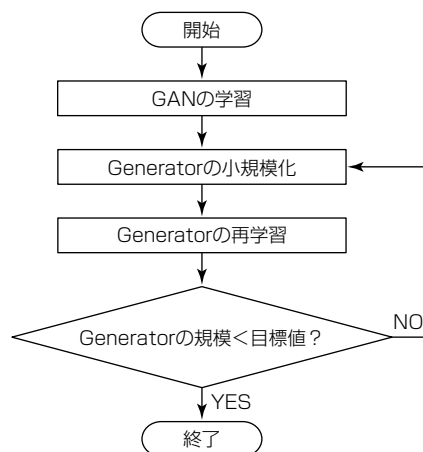 開始
GANの学習
Generatorの小規模化
Generatorの再学習
Generatorの規模＜目標値？
NO
YES
終了